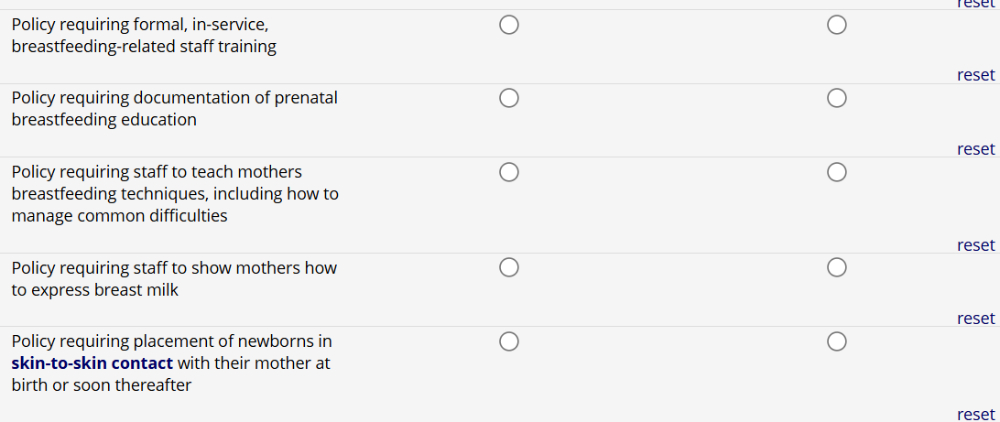 reset
Policy requiring formal, in-service,
breastfeeding-related staff training
reset
Policy requiring documentation of prenatal
breastfeeding education
reset
Policy requiring staff to teach mothers
breastfeeding techniques, including how to
manage common difficulties
reset
Policy requiring staff to show mothers how
to express breast milk
reset
Policy requiring placement of newborns in
skin-to-skin contact with their mother at
birth or soon thereafter
reset